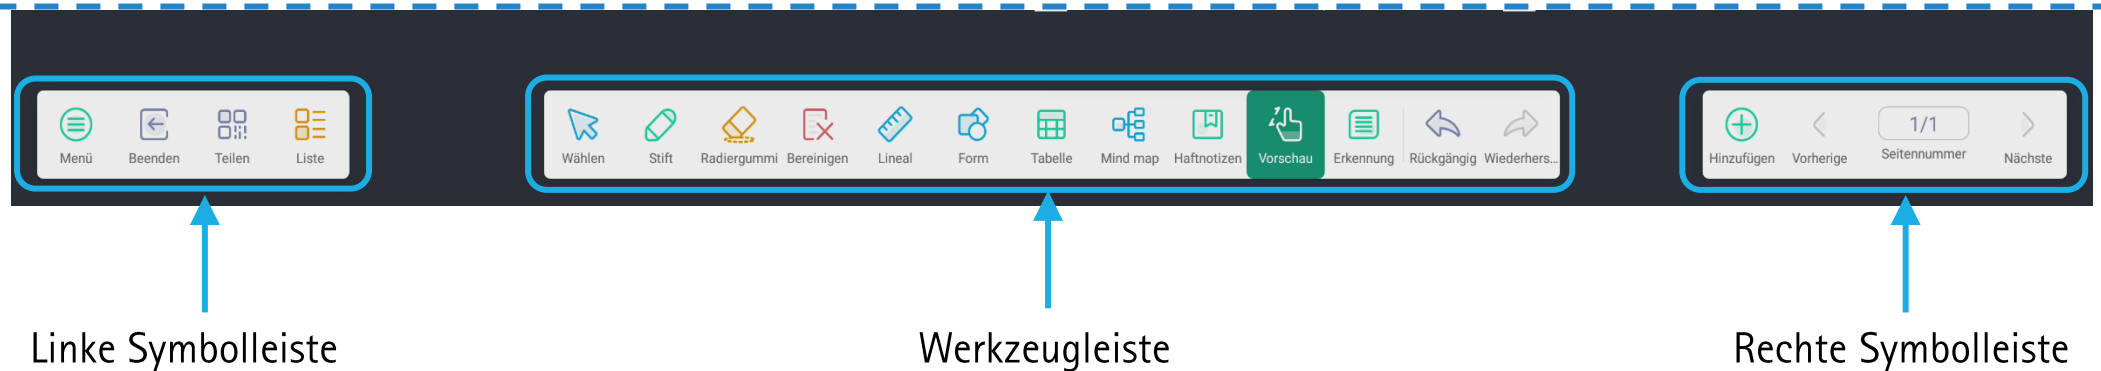 Menü Beenden Teilen Liste
Wählen Stift Radiergummi Bereinigen Lineal Form Tabelle Mind map Haftnotizen Vorschau Erkennung Rückgängig Wiederhers...
1/1
Hinzufügen Vorherige Seitennummer Nächste
Linke Symbolleiste
Werkzeugleiste
Rechte Symbolleiste